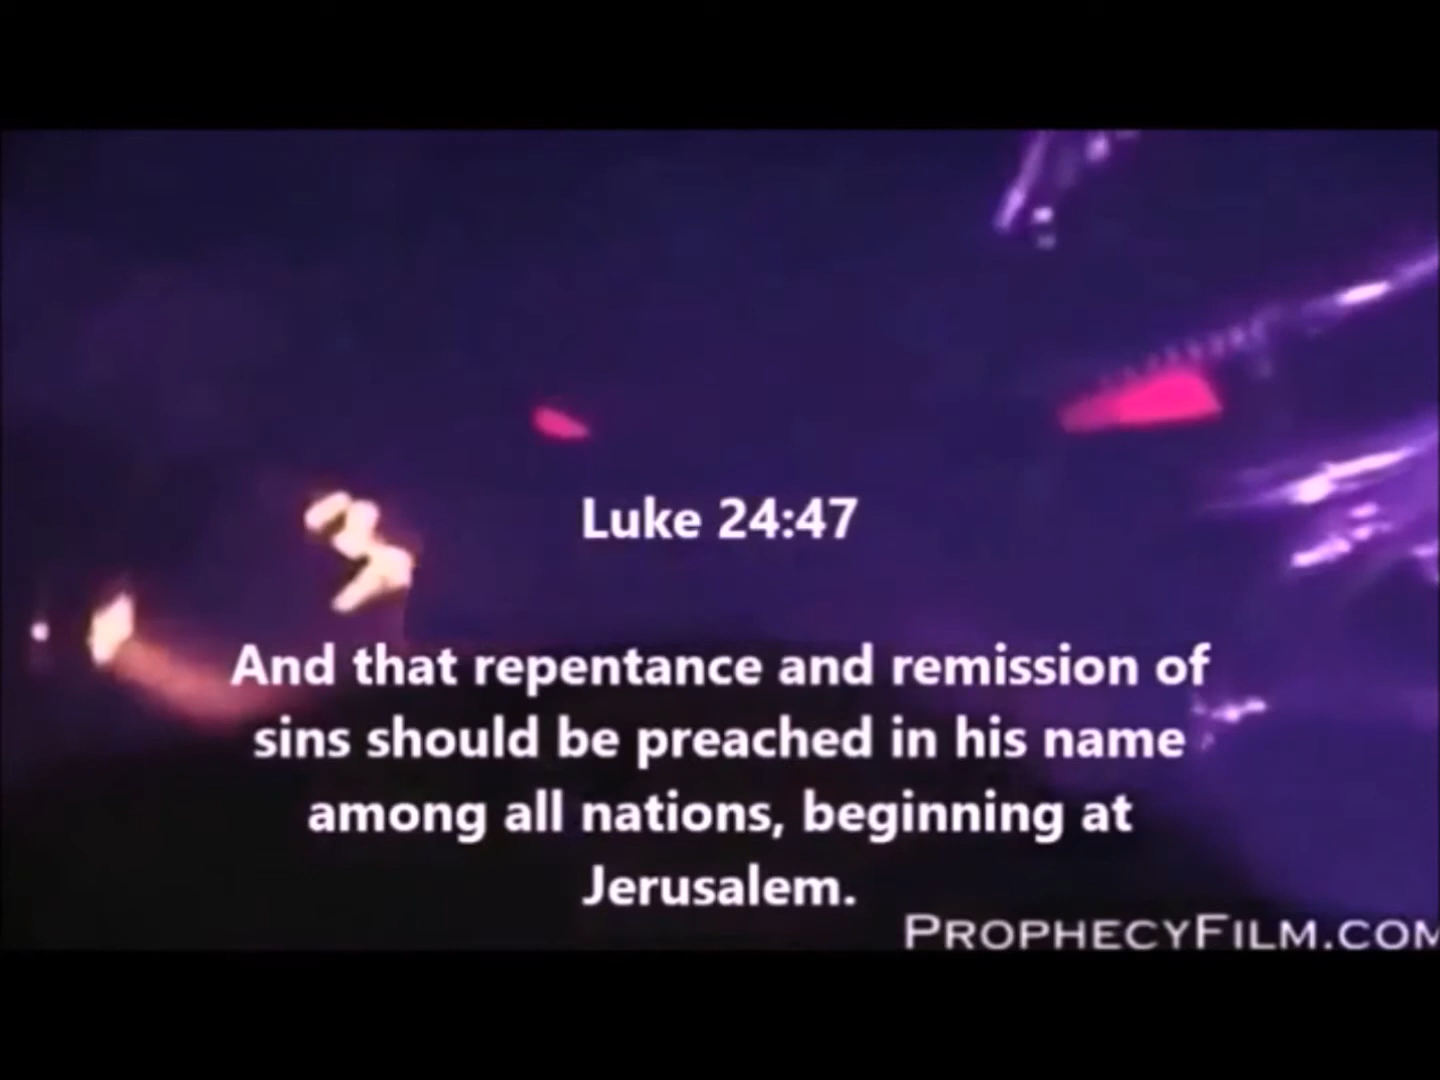 Luke 24:47
And that repentance and remission of
sins should be preached in his name
among all nations, beginning at
Jerusalem.
PROPHECYFILM.COM